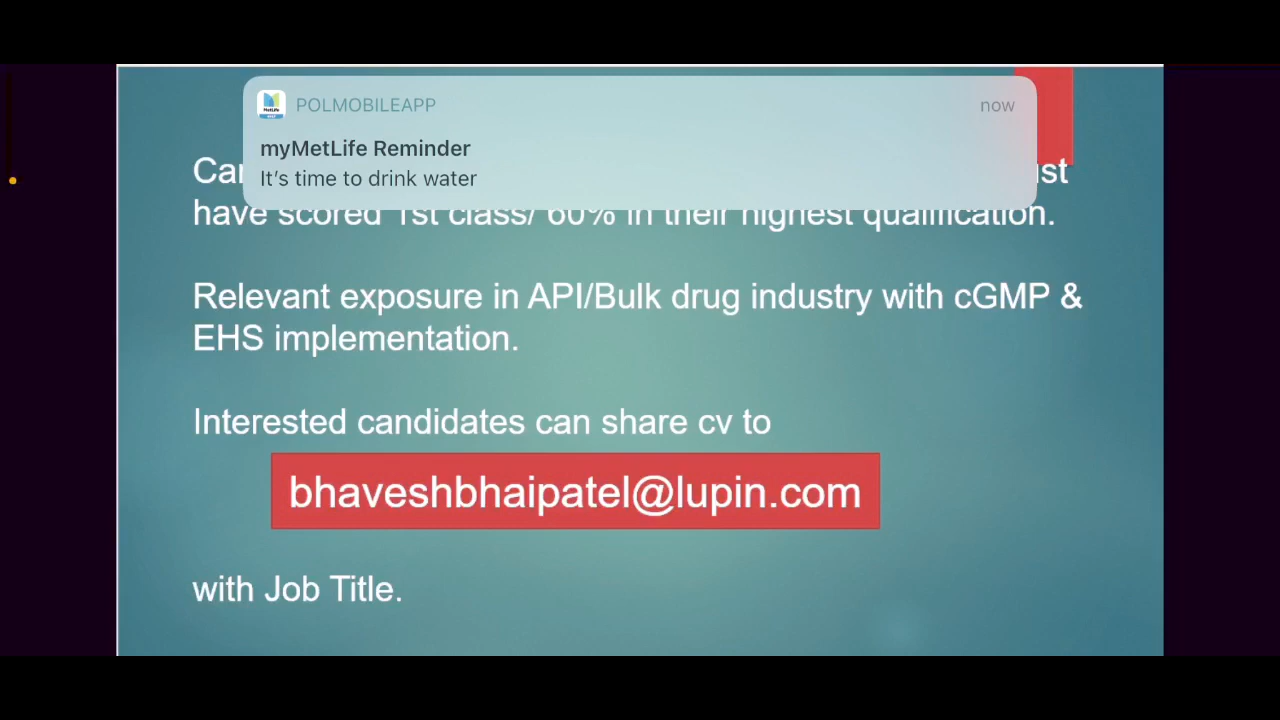 MetLife
POLMOBILEAPP
now
myMetLife Reminder
It's time to drink water
have scored 1st class/ 60% in their highest qualification.
Relevant exposure in API/Bulk drug industry with cGMP &
EHS implementation.
Interested candidates can share cv to
bhaveshbhaipatel@lupin.com
with Job Title.